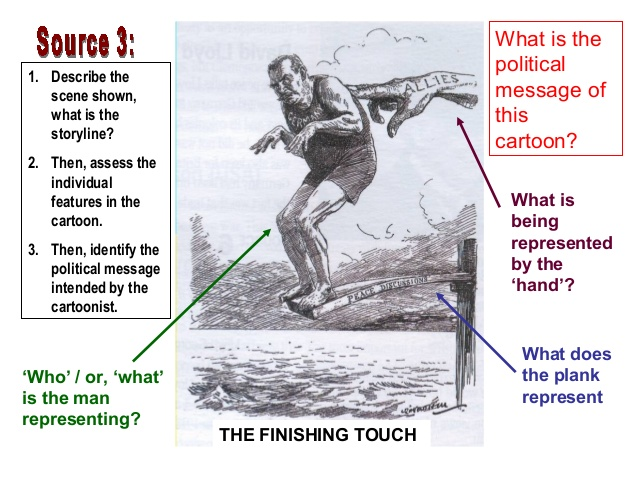 Source 3:
1. Describe the
scene shown,
what is the
storyline?
2. Then, assess the
individual
features in the
cartoon.
3. Then, identify the
political message
intended by the
cartoonist.
What is the
political
message of
this
cartoon?
ALLIES
What is
being
represented
by the
‘hand’?
PEACE DISCUSSIONS
What does
the plank
represent
‘Who’ / or, ‘what’
is the man
representing?
THE FINISHING TOUCH